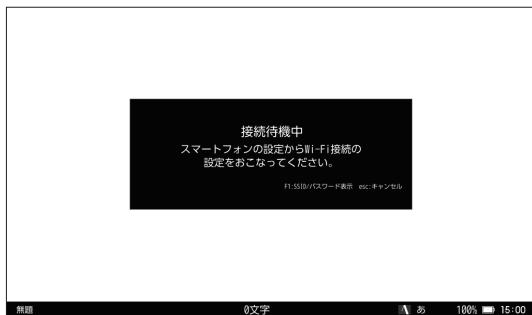 接続待機中
スマートフォンの設定からWi-Fi接続の
設定をおこなってください。
F1:SSID/パスワード表示 esc:キャンセル
無題 0文字 A あ 100% 15:00